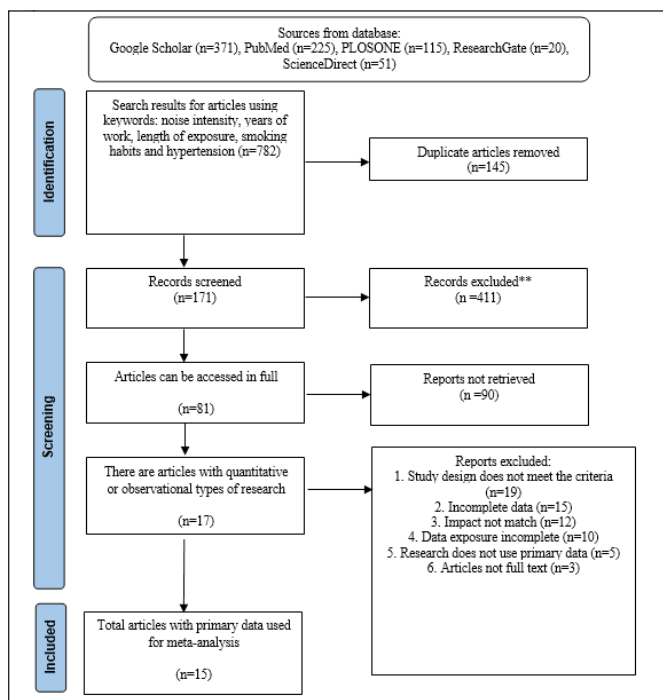 Sources from database:
Google Scholar (n=371), PubMed (n=225), PLOSONE (n=115), ResearchGate (n=20),
ScienceDirect (n=51)
Identification
Search results for articles using
keywords: noise intensity, years of
work, length of exposure, smoking
habits and hypertension (n=782)
Duplicate articles removed
(n=145)
Screening
Records screened
(n=171)
Records excluded**
(n =411)
Articles can be accessed in full
(n=81)
Reports not retrieved
(n =90)
There are articles with quantitative
or observational types of research
(n=17)
Reports excluded:
1. Study design does not meet the criteria
(n=19)
2. Incomplete data (n=15)
3. Impact not match (n=12)
4. Data exposure incomplete (n=10)
5. Research does not use primary data (n=5)
6. Articles not full text (n=3)
Included
Total articles with primary data used
for meta-analysis
(n=15)